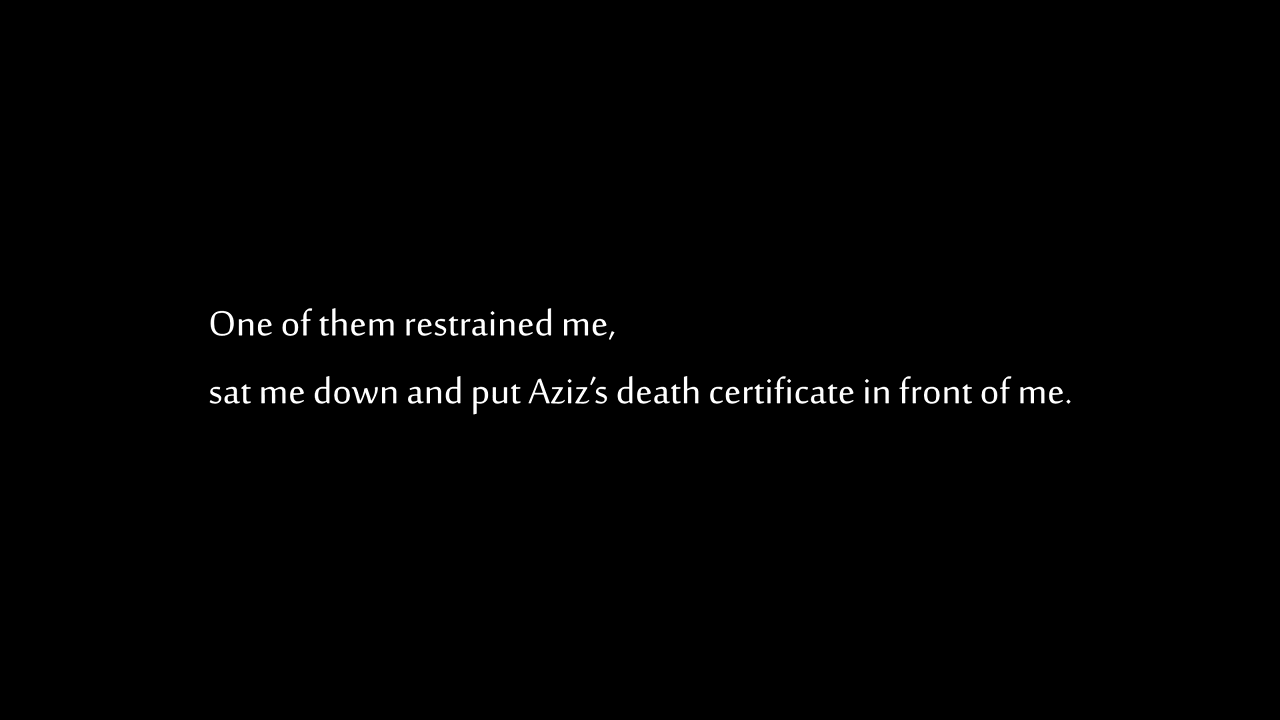 One of them restrained me,
sat me down and put Aziz’s death certificate in front of me.